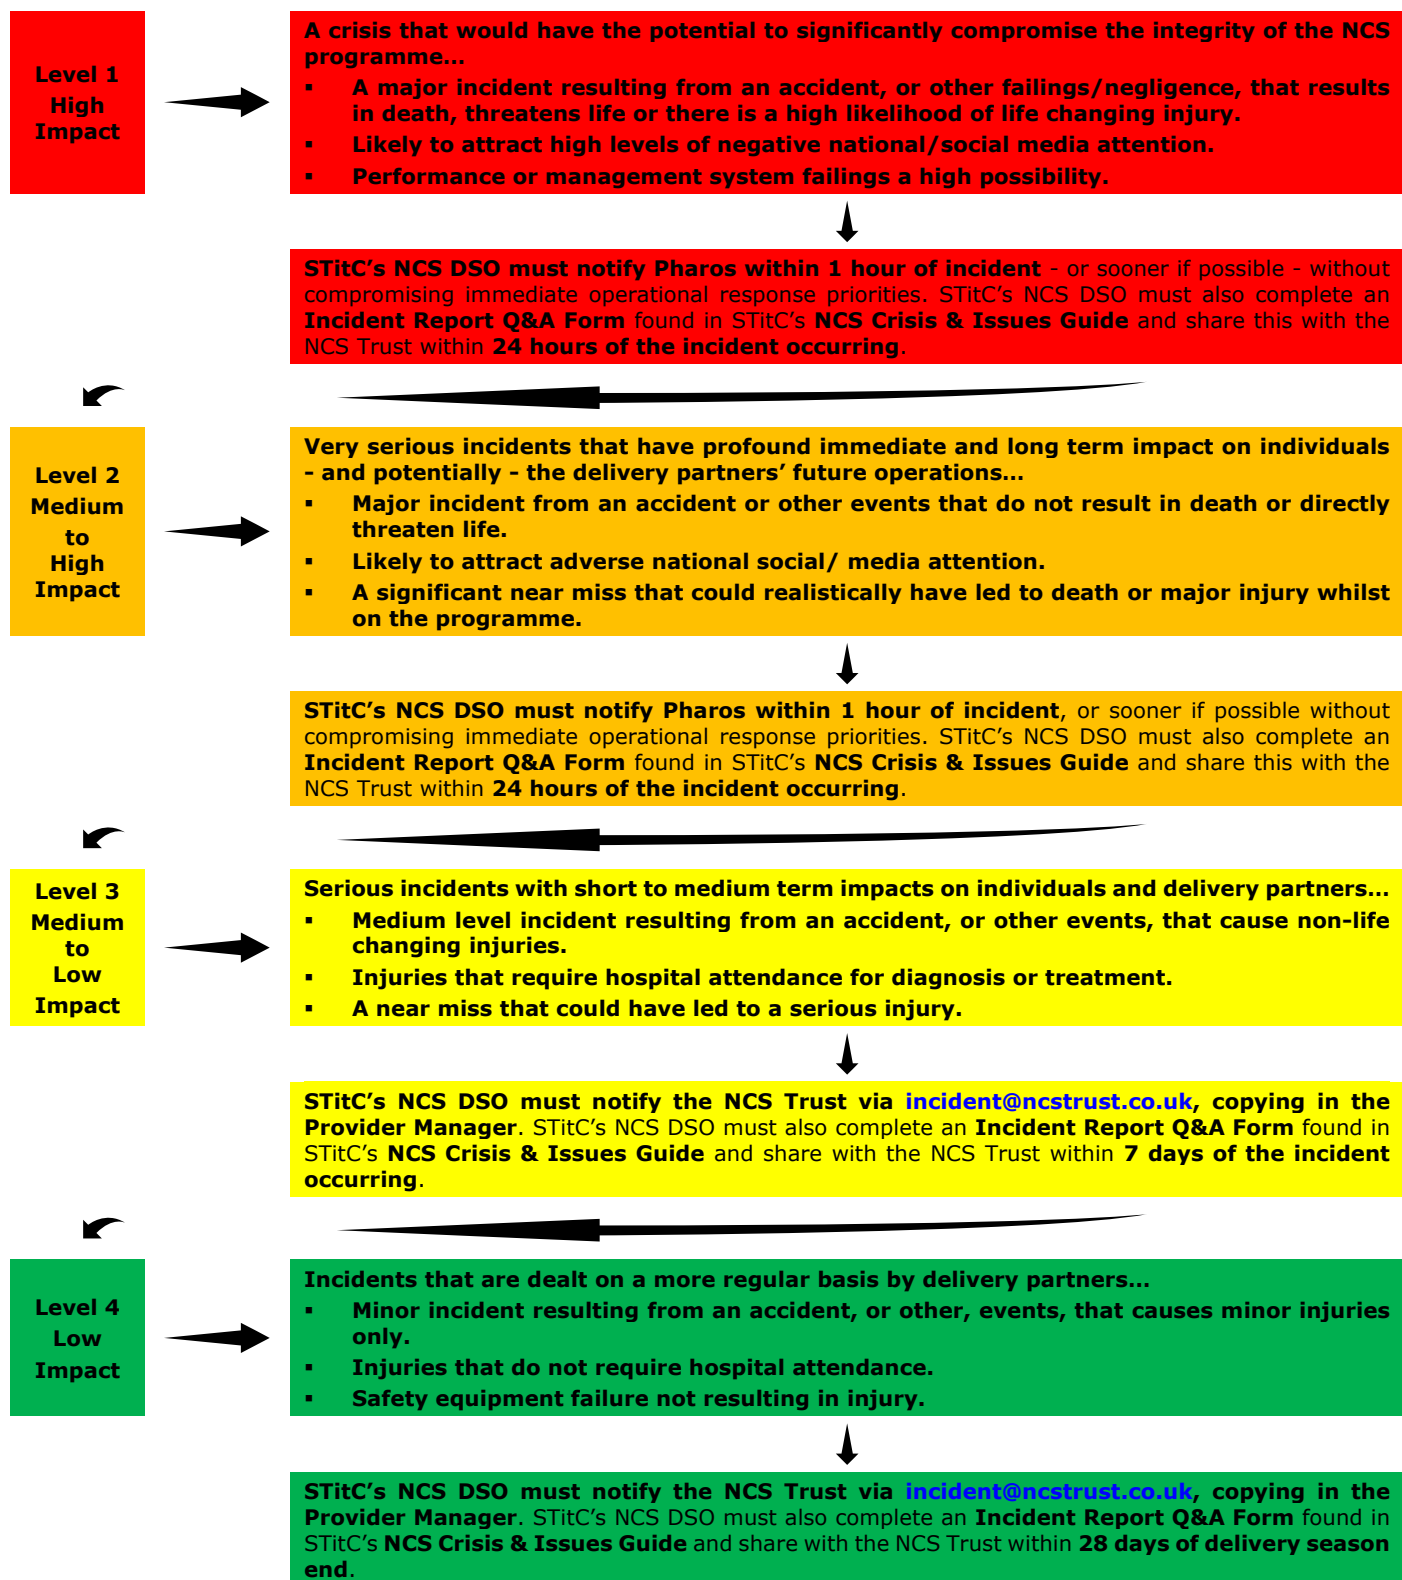 Level 1
High
Impact
A crisis that would have the potential to significantly compromise the integrity of the NCS
programme...
▪ A major incident resulting from an accident, or other failings/negligence, that results
in death, threatens life or there is a high likelihood of life changing injury.
▪ Likely to attract high levels of negative national/social media attention.
▪ Performance or management system failings a high possibility.
STitC’s NCS DSO must notify Pharos within 1 hour of incident - or sooner if possible - without
compromising immediate operational response priorities. STitC’s NCS DSO must also complete an
Incident Report Q&A Form found in STitC’s NCS Crisis & Issues Guide and share this with the
NCS Trust within 24 hours of the incident occurring.
Level 2
Medium
to
High
Impact
Very serious incidents that have profound immediate and long term impact on individuals
- and potentially - the delivery partners’ future operations...
▪ Major incident from an accident or other events that do not result in death or directly
threaten life.
▪ Likely to attract adverse national social/ media attention.
▪ A significant near miss that could realistically have led to death or major injury whilst
on the programme.
STitC’s NCS DSO must notify Pharos within 1 hour of incident, or sooner if possible without
compromising immediate operational response priorities. STitC’s NCS DSO must also complete an
Incident Report Q&A Form found in STitC’s NCS Crisis & Issues Guide and share this with the
NCS Trust within 24 hours of the incident occurring.
Level 3
Medium
to
Low
Impact
Serious incidents with short to medium term impacts on individuals and delivery partners...
▪ Medium level incident resulting from an accident, or other events, that cause non-life
changing injuries.
▪ Injuries that require hospital attendance for diagnosis or treatment.
▪ A near miss that could have led to a serious injury.
STitC’s NCS DSO must notify the NCS Trust via incident@ncstrust.co.uk, copying in the
Provider Manager. STitC’s NCS DSO must also complete an Incident Report Q&A Form found in
STitC’s NCS Crisis & Issues Guide and share with the NCS Trust within 7 days of the incident
occurring.
Level 4
Low
Impact
Incidents that are dealt on a more regular basis by delivery partners...
▪ Minor incident resulting from an accident, or other, events, that causes minor injuries
only.
▪ Injuries that do not require hospital attendance.
▪ Safety equipment failure not resulting in injury.
STitC’s NCS DSO must notify the NCS Trust via incident@ncstrust.co.uk, copying in the
Provider Manager. STitC’s NCS DSO must also complete an Incident Report Q&A Form found in
STitC’s NCS Crisis & Issues Guide and share with the NCS Trust within 28 days of delivery season
end.